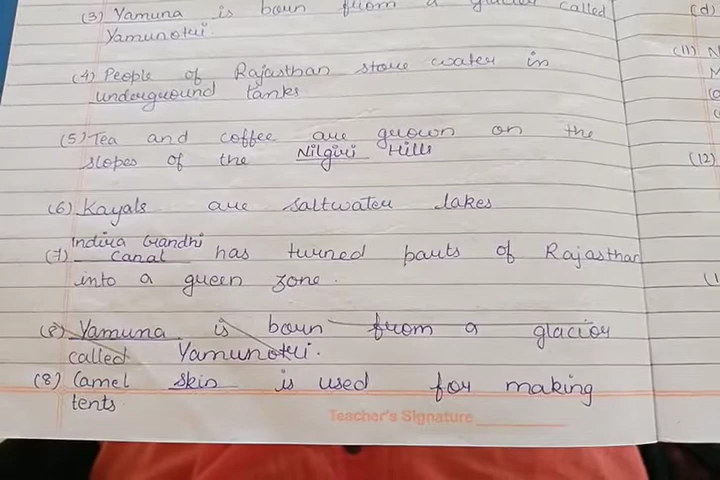 (3) Yamuna is born from a glacier called
Yamunotri.
(4) People of Rajasthan store water in
underground tanks
(5) Tea and coffee are grown on the
slopes of the Nilgiri Hills
(6) Kayals are saltwater lakes
Indira Gandhi
(7) Canal has turned parts of Rajasthan
into a green zone.
(8) Yamuna is born from a glacier
called Yamunotri.
(8) Camel skin is used for making
tents
Teacher's Signature
(d)
(11)
(12)